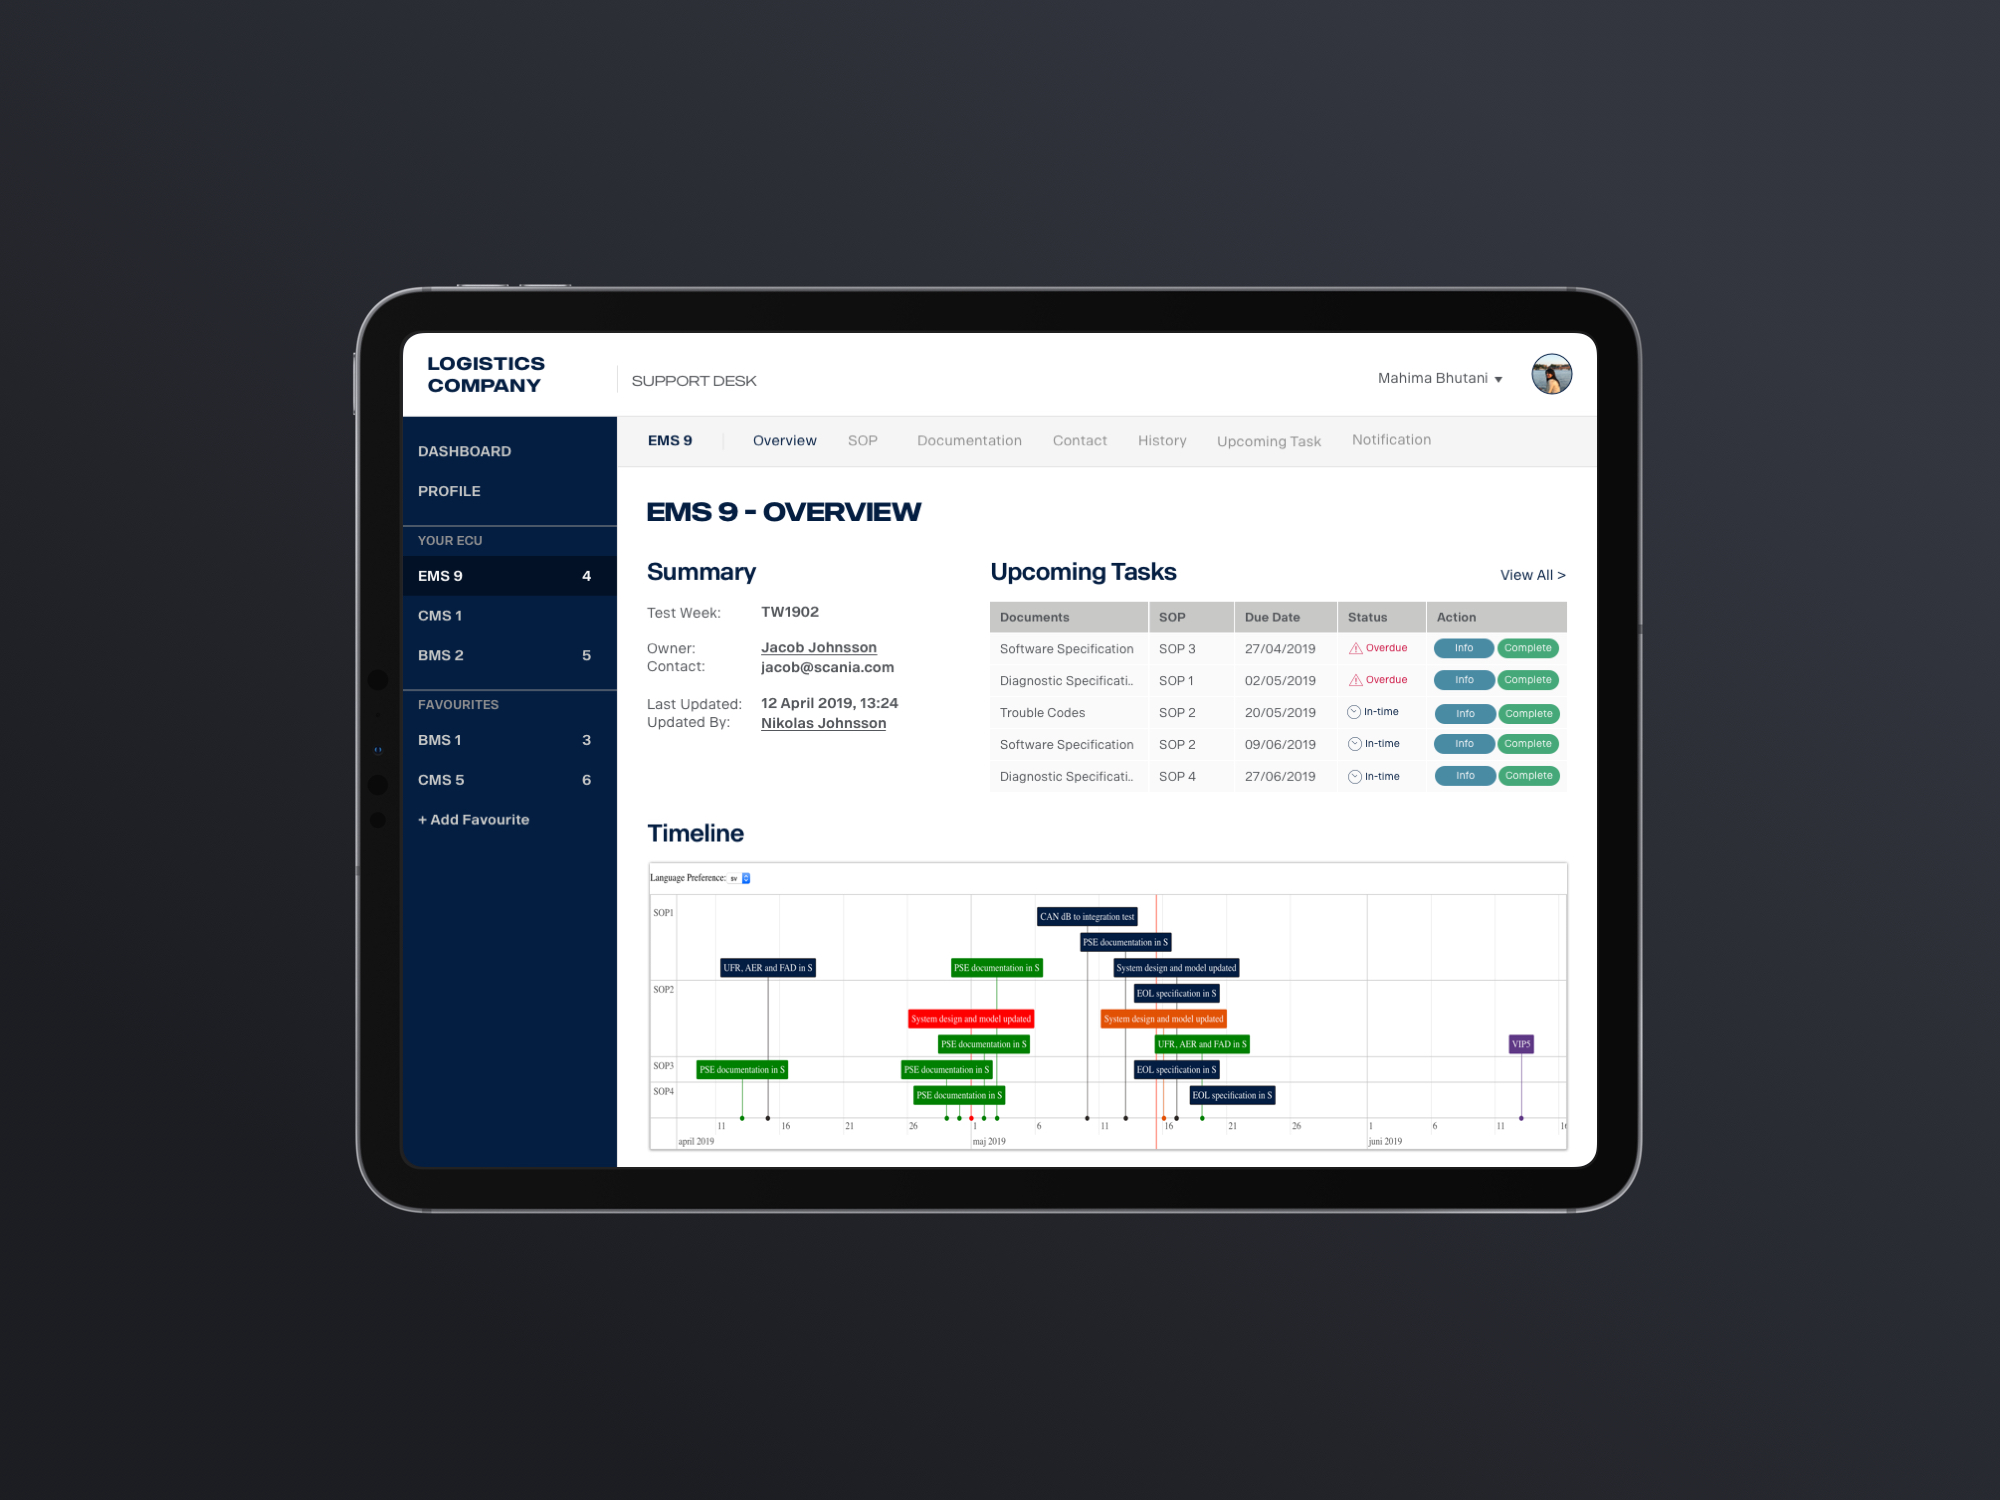 LOGISTICS
COMPANY
SUPPORT DESK
Mahima Bhutani
DASHBOARD
PROFILE
YOUR ECU
EMS 9 4
CMS 1
BMS 2 5
FAVOURITES
BMS 1 3
CMS 5 6
+ Add Favourite
EMS 9 Overview SOP Documentation Contact History Upcoming Task Notification
EMS 9 - OVERVIEW
Summary
Test Week: TW1902
Owner: Jacob Johnsson
Contact: jacob@scania.com
Last Updated: 12 April 2019, 13:24
Updated By: Nikolas Johnsson
Upcoming Tasks View All >
Documents SOP Due Date Status Action
Software Specification SOP 3 27/04/2019 Overdue Info Complete
Diagnostic Specificati.. SOP 1 02/05/2019 Overdue Info Complete
Trouble Codes SOP 2 20/05/2019 In-time Info Complete
Software Specification SOP 2 09/06/2019 In-time Info Complete
Diagnostic Specificati.. SOP 4 27/06/2019 In-time Info Complete
Timeline
Language Preference: sv
SOP1
CAN dB to integration test
PSE documentation in S
UFR, AER and FAD in S PSE documentation in S System design and model updated
SOP2
EOL specification in S
System design and model updated System design and model updated
PSE documentation in S UFR, AER and FAD in S VIP5
SOP3
PSE documentation in S PSE documentation in S EOL specification in S
SOP4
PSE documentation in S EOL specification in S
11 16 21 26 1 6 11 16 21 26 1 6 11 16
april 2019 maj 2019 juni 2019